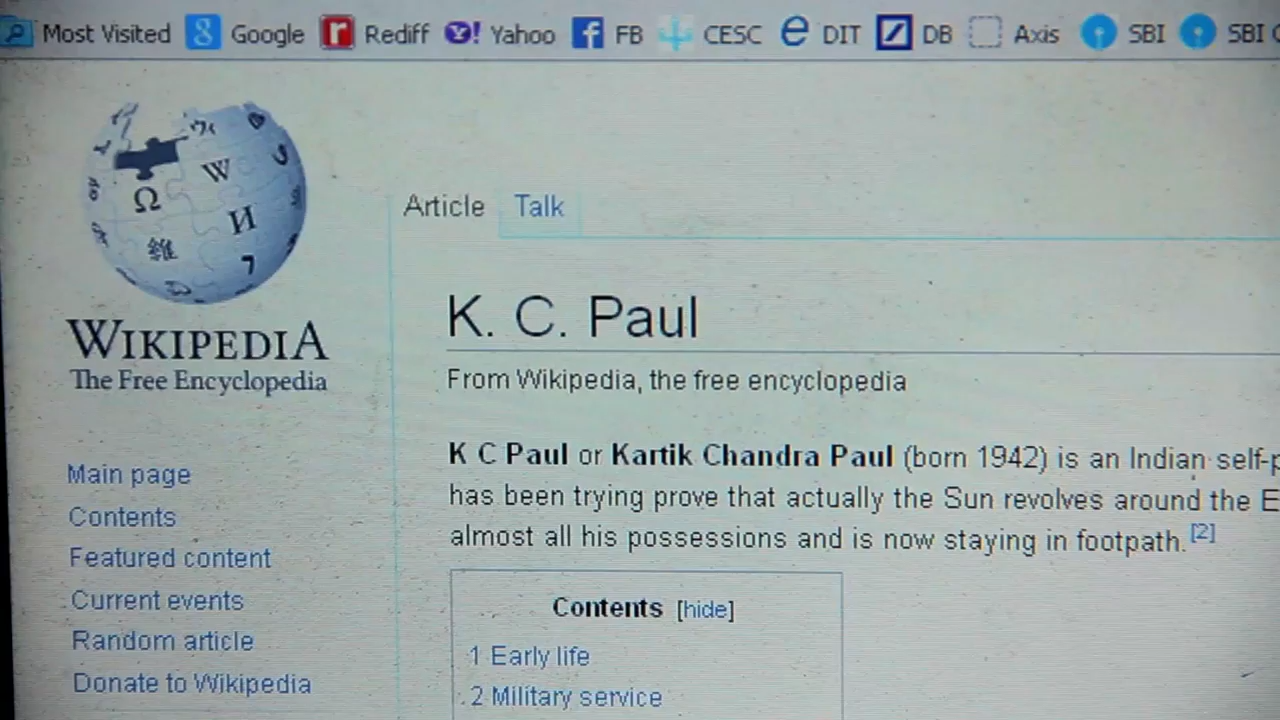 Most Visited Google Rediff Yahoo FB CESC DIT DB Axis SBI SBI
Article Talk
WIKIPEDIA
The Free Encyclopedia
K. C. Paul
From Wikipedia, the free encyclopedia
K C Paul or Kartik Chandra Paul (born 1942) is an Indian self-p
has been trying prove that actually the Sun revolves around the E
almost all his possessions and is now staying in footpath.[2]
Contents [hide]
1 Early life
2 Military service
Main page
Contents
Featured content
Current events
Random article
Donate to Wikipedia